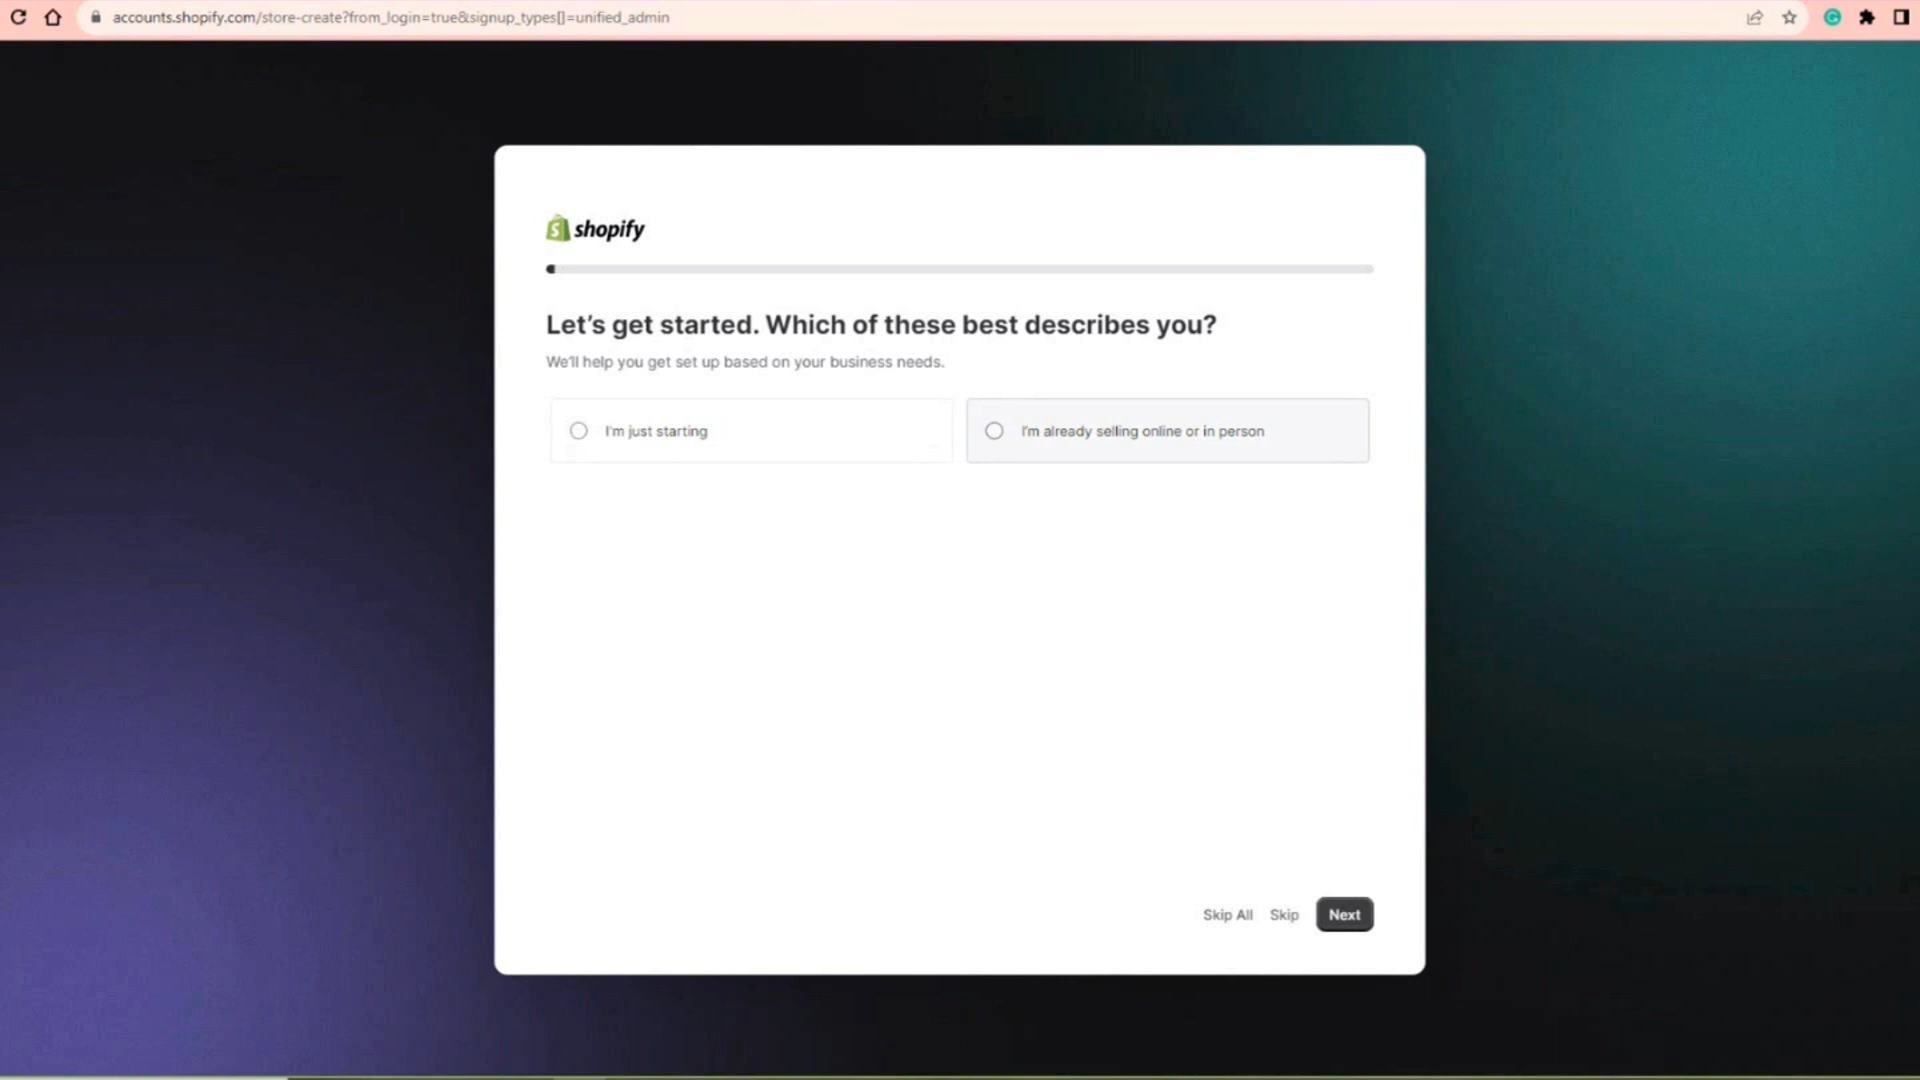 accounts.shopify.com/store-create?from_login=true&signup_types[]=unified_admin
shopify
Let's get started. Which of these best describes you?
We'll help you get set up based on your business needs.
I'm just starting
I'm already selling online or in person
Skip All
Skip
Next